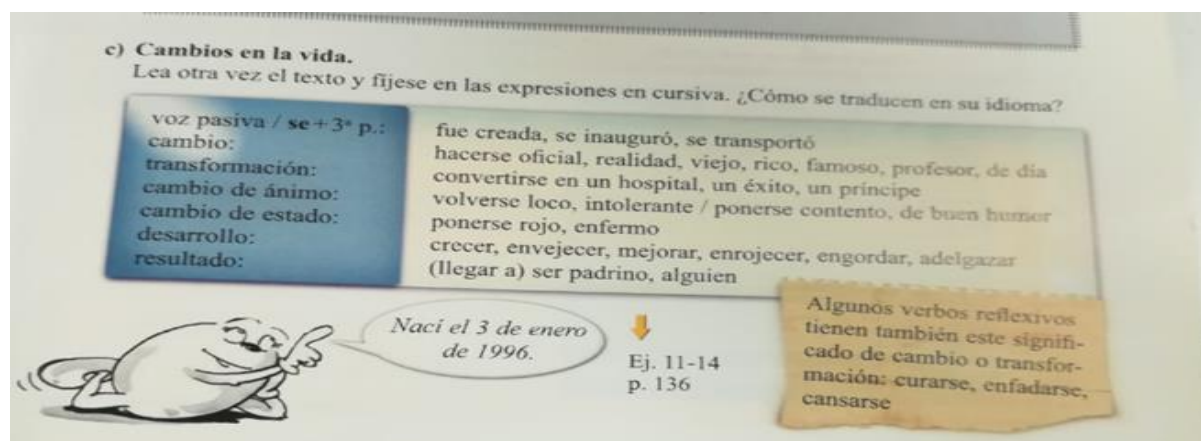 c) Cambios en la vida.
Lea otra vez el texto y fíjese en las expresiones en cursiva. ¿Cómo se traducen en su idioma?
voz pasiva / se + 3ª p.: fue creada, se inauguró, se transportó
cambio: hacerse oficial, realidad, viejo, rico, famoso, profesor, de día
transformación: convertirse en un hospital, un éxito, un príncipe
cambio de ánimo: volverse loco, intolerante / ponerse contento, de buen humor
cambio de estado: ponerse rojo, enfermo
desarrollo: crecer, envejecer, mejorar, enrojecer, engordar, adelgazar
resultado: (llegar a) ser padrino, alguien
Nací el 3 de enero
de 1996.
Ej. 11-14
p. 136
Algunos verbos reflexivos
tienen también este signifi-
cado de cambio o transfor-
mación: curarse, enfadarse,
cansarse